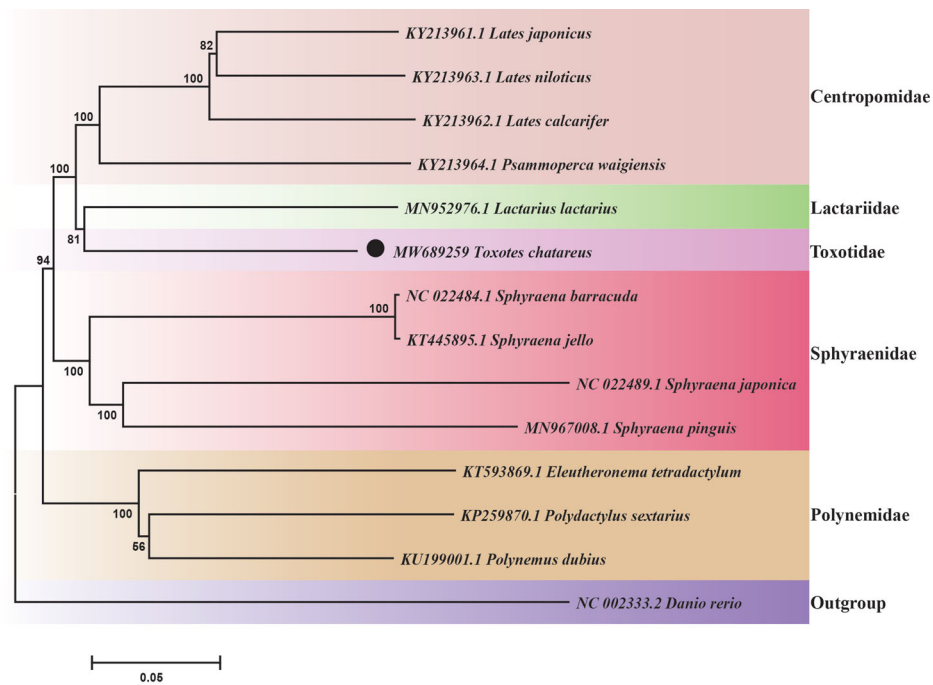 KY213961.1 Lates japonicus
82
KY213963.1 Lates niloticus
100
Centropomidae
KY213962.1 Lates calcarifer
100
KY213964.1 Psammoperca waigiensis
100
MN952976.1 Lactarius lactarius
Lactariidae
81
MW689259 Toxotes chatareus
Toxotidae
94
NC 022484.1 Sphyraena barracuda
100
KT445895.1 Sphyraena jello
Sphyraenidae
100
NC 022489.1 Sphyraena japonica
100
MN967008.1 Sphyraena pinguis
KT593869.1 Eleutheronema tetradactylum
100
KP259870.1 Polydactylus sextarius
Polynemidae
56
KU199001.1 Polynemus dubius
NC 002333.2 Danio rerio
Outgroup
0.05